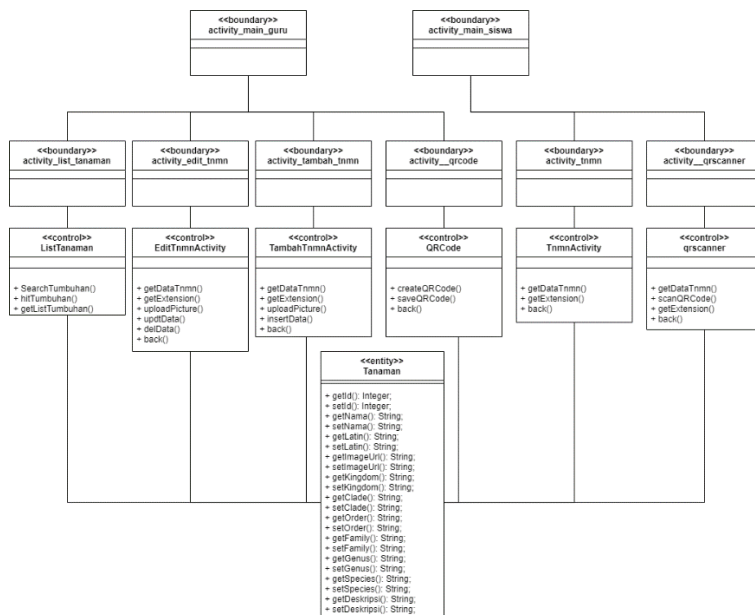 <<boundary>>
activity_main_guru
<<boundary>>
activity_main_siswa
<<boundary>>
activity_list_tanaman
<<boundary>>
activity_edit_tnmn
<<boundary>>
activity_tambah_tnmn
<<boundary>>
activity__qrcode
<<boundary>>
activity_tnmn
<<boundary>>
activity__qrscanner
<<control>>
ListTanaman
+ SearchTumbuhan()
+ hitTumbuhan()
+ getListTumbuhan()
<<control>>
EditTnmnActivity
+ getDataTnmn()
+ getExtension()
+ uploadPicture()
+ updtData()
+ delData()
+ back()
<<control>>
TambahTnmnActivity
+ getDataTnmn()
+ getExtension()
+ uploadPicture()
+ insertData()
+ back()
<<control>>
QRCode
+ createQRCode()
+ saveQRCode()
+ back()
<<control>>
TnmnActivity
+ getDataTnmn()
+ getExtension()
+ back()
<<control>>
qrscanner
+ getDataTnmn()
+ scanQRCode()
+ getExtension()
+ back()
<<entity>>
Tanaman
+ getId(): Integer;
+ setId(): Integer;
+ getNama(): String;
+ setNama(): String;
+ getLatin(): String;
+ setLatin(): String;
+ getImageUrl(): String;
+ setImageUrl(): String;
+ getKingdom(): String;
+ setKingdom(): String;
+ getClade(): String;
+ setClade(): String;
+ getOrder(): String;
+ setOrder(): String;
+ getFamily(): String;
+ setFamily(): String;
+ getGenus(): String;
+ setGenus(): String;
+ getSpecies(): String;
+ setSpecies(): String;
+ getDeskripsi(): String;
+ setDeskripsi(): String;